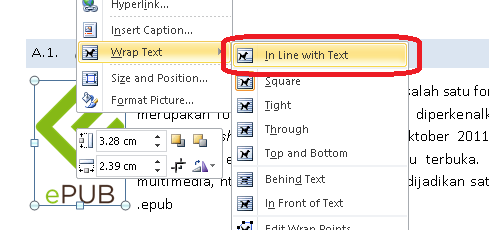 Hyperlink...
Insert Caption...
A.1.
Wrap Text
In Line with Text
Size and Position...
Square
salah satu for
Format Picture...
Tight
merupakan fo
diperkenalk
3.28 cm
Through
ktober 2011
Top and Bottom
u terbuka.
2.39 cm
multimedia, ht
Behind Text
dijadikan sat
ePUB
.epub
In Front of Text
Edit Wrap Points